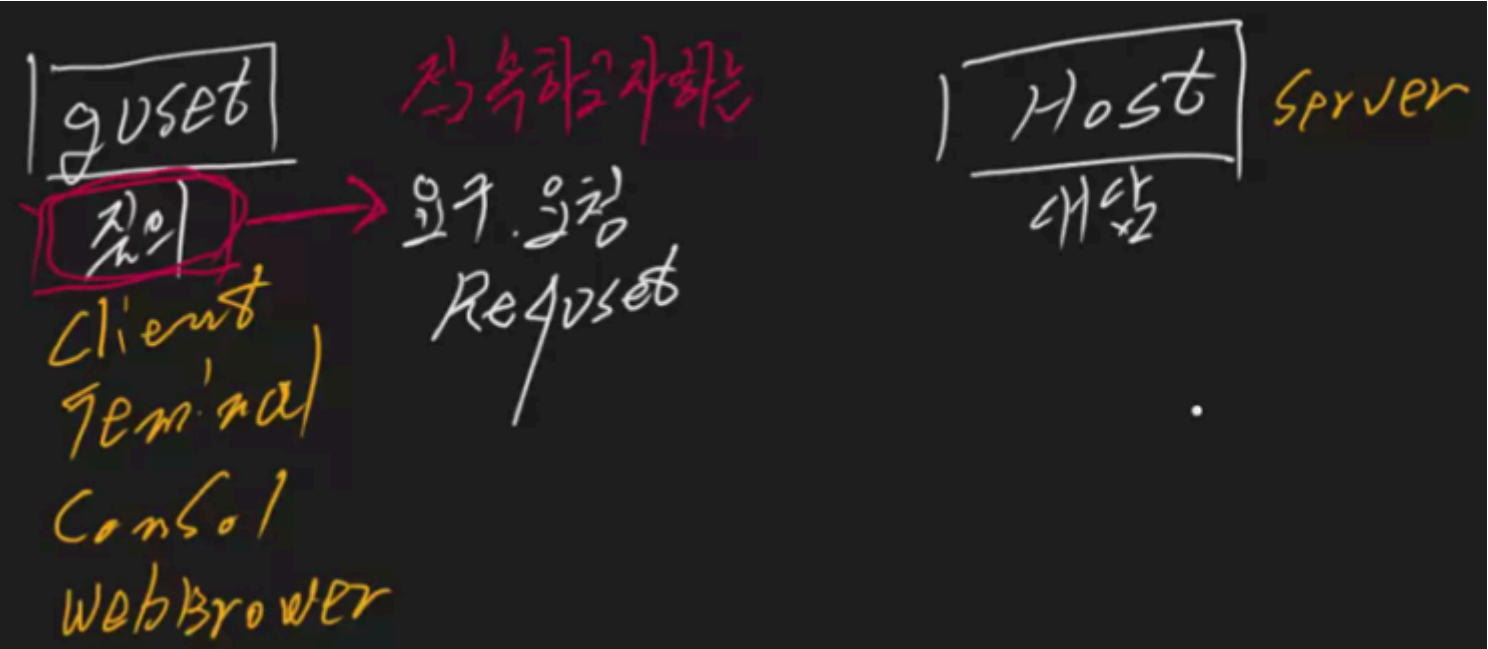 guset
접속하고자하는
Host
Server
질의
요구.요청
대답
Client
Requset
Teminal
Consol
WebBrower